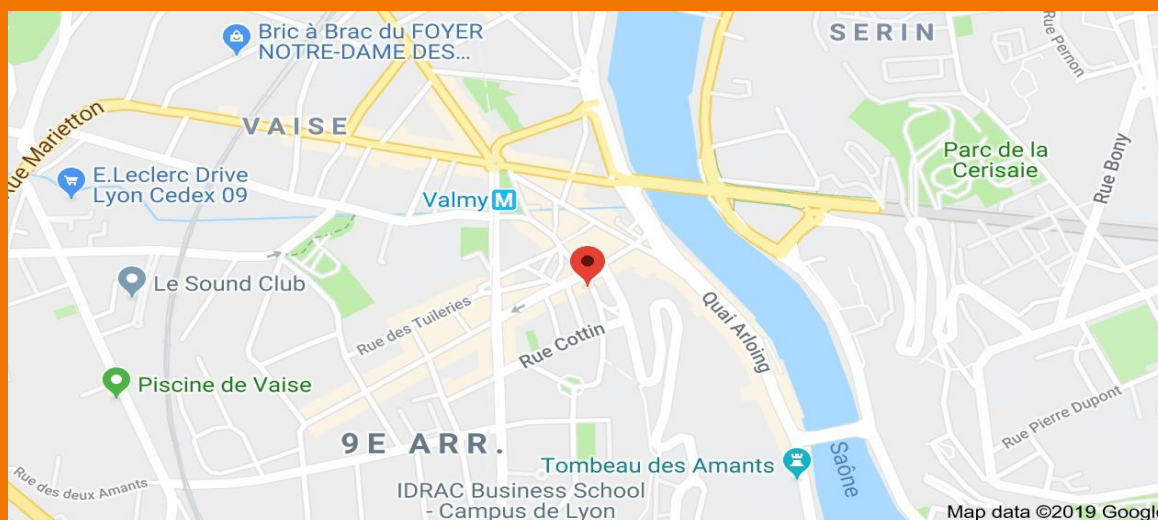 Bric à Brac du FOYER
NOTRE-DAME DES...
SERIN
Rue Pernon
Rue Marietton
VAISE
E.Leclerc Drive
Lyon Cedex 09
Valmy M
Parc de la
Cerisaie
Rue Bony
Le Sound Club
Rue des Tuileries
Quai Arloing
Rue Cottin
Piscine de Vaise
Rue Pierre Dupont
9E ARR.
Tombeau des Amants
Saône
Rue des deux Amants
IDRAC Business School
- Campus de Lyon
Map data ©2019 Google